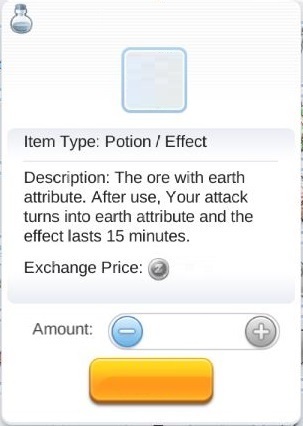 Item Type: Potion / Effect
Description: The ore with earth
attribute. After use, Your attack
turns into earth attribute and the
effect lasts 15 minutes.
Exchange Price: Z
Amount: